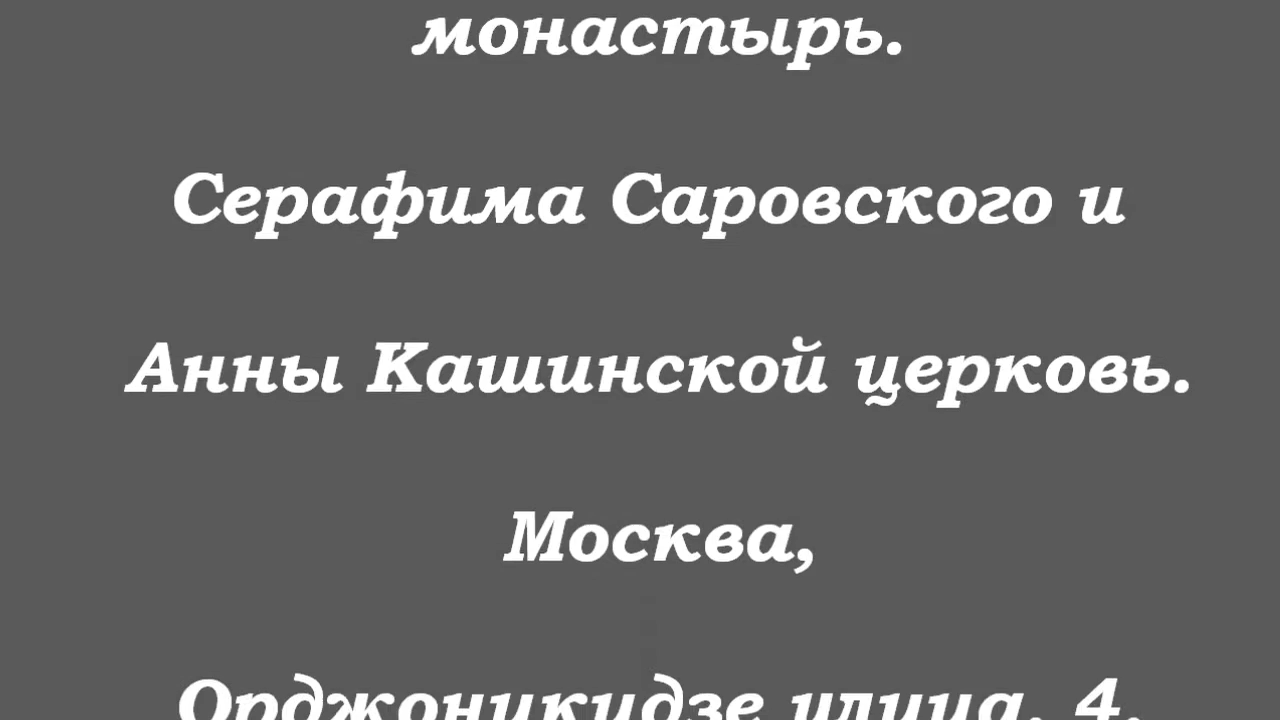 монастырь.
Серафима Саровского и
Анны Кашинской церковь.
Москва,
Орджоникидзе улица, 4.